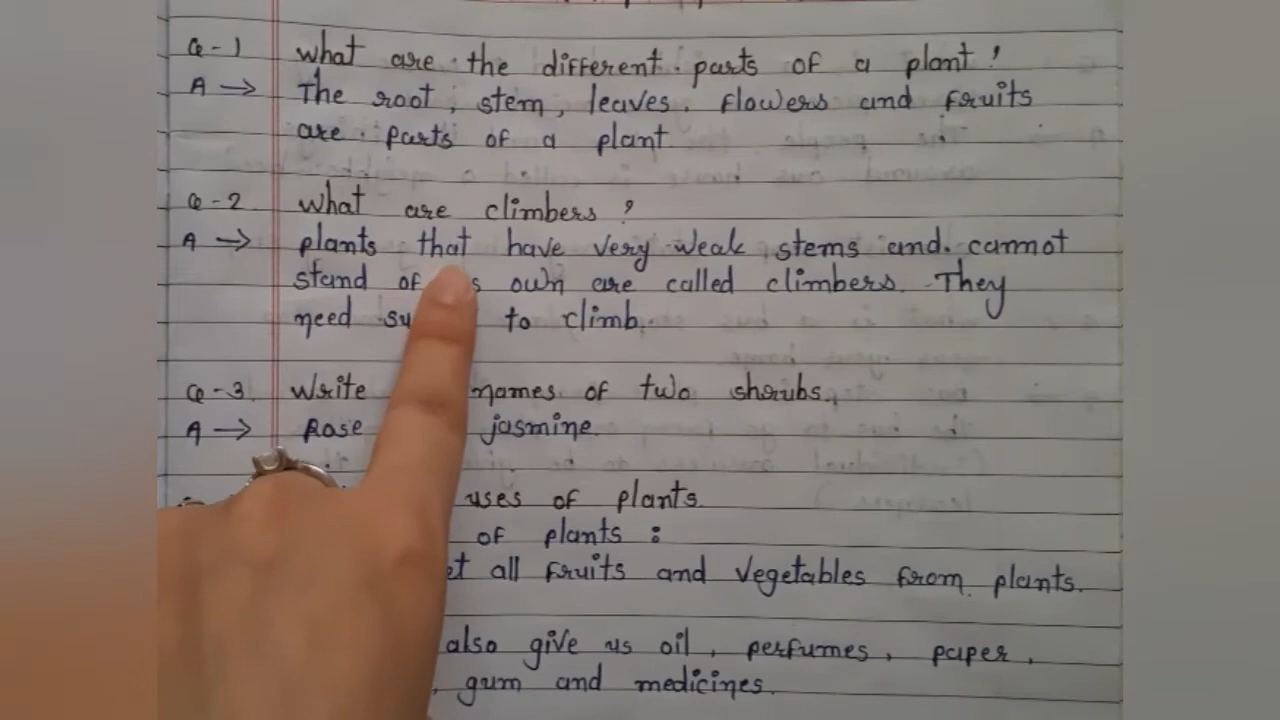 Q-1 What are the different parts of a plant?
A → The root, stem, leaves, flowers and fruits
are parts of a plant
Q-2 What are climbers?
A → plants that have very weak stems and cannot
stand of own are called climbers. They
need to climb.
Q-3 Write names of two shrubs.
A → Rose jasmine.
uses of plants.
of plants :
all fruits and vegetables from plants.
also give us oil, perfumes, paper,
gum and medicines.